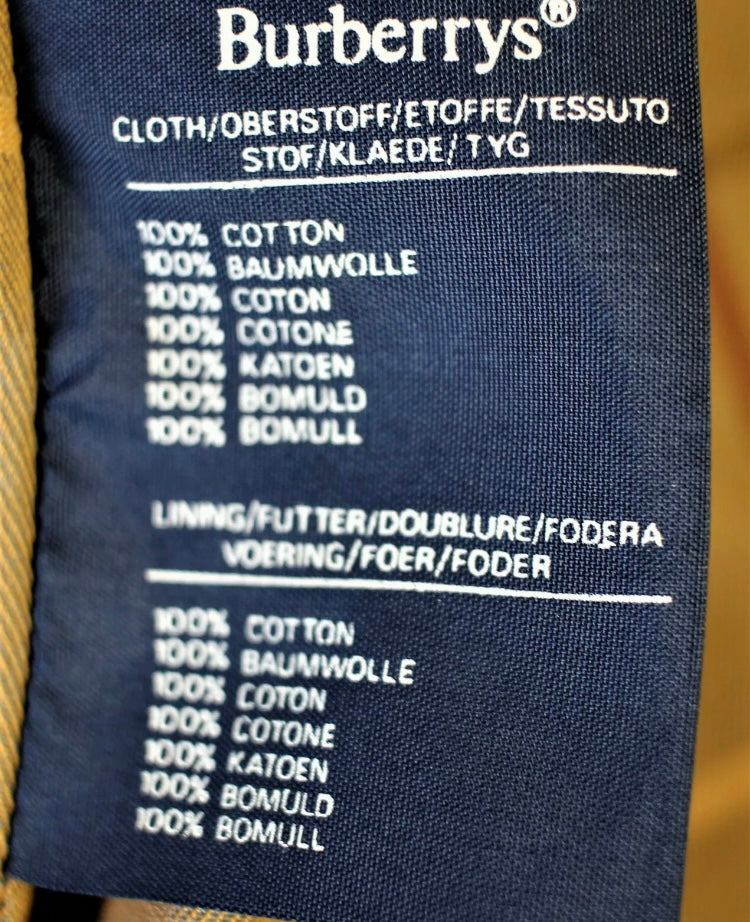 Burberrys®
CLOTH/OBERSTOFF/ETOFFE/TESSUTO
STOF/KLAEDE/TYG
100% COTTON
100% BAUMWOLLE
100% COTON
100% COTONE
100% KATOEN
100% BOMULD
100% BOMULL
LINING/FUTTER/DOUBLURE/FODERA
VOERING/FOER/FODER
100% COTTON
100% BAUMWOLLE
100% COTON
100% COTONE
100% KATOEN
100% BOMULD
100% BOMULL